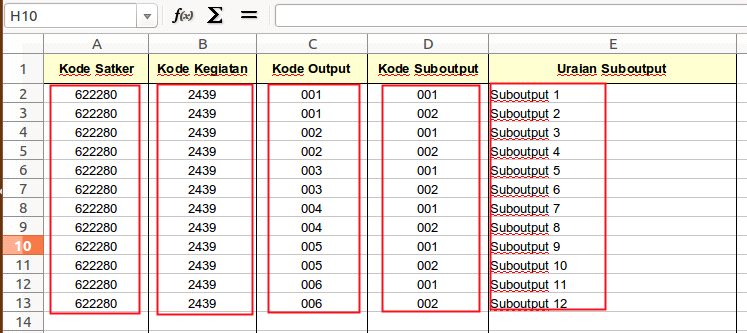 H10 f(x) Σ =
A B C D E
1 Kode Satker Kode Kegiatan Kode Output Kode Suboutput Uraian Suboutput
2 622280 2439 001 001 Suboutput 1
3 622280 2439 001 002 Suboutput 2
4 622280 2439 002 001 Suboutput 3
5 622280 2439 002 002 Suboutput 4
6 622280 2439 003 001 Suboutput 5
7 622280 2439 003 002 Suboutput 6
8 622280 2439 004 001 Suboutput 7
9 622280 2439 004 002 Suboutput 8
10 622280 2439 005 001 Suboutput 9
11 622280 2439 005 002 Suboutput 10
12 622280 2439 006 001 Suboutput 11
13 622280 2439 006 002 Suboutput 12
14